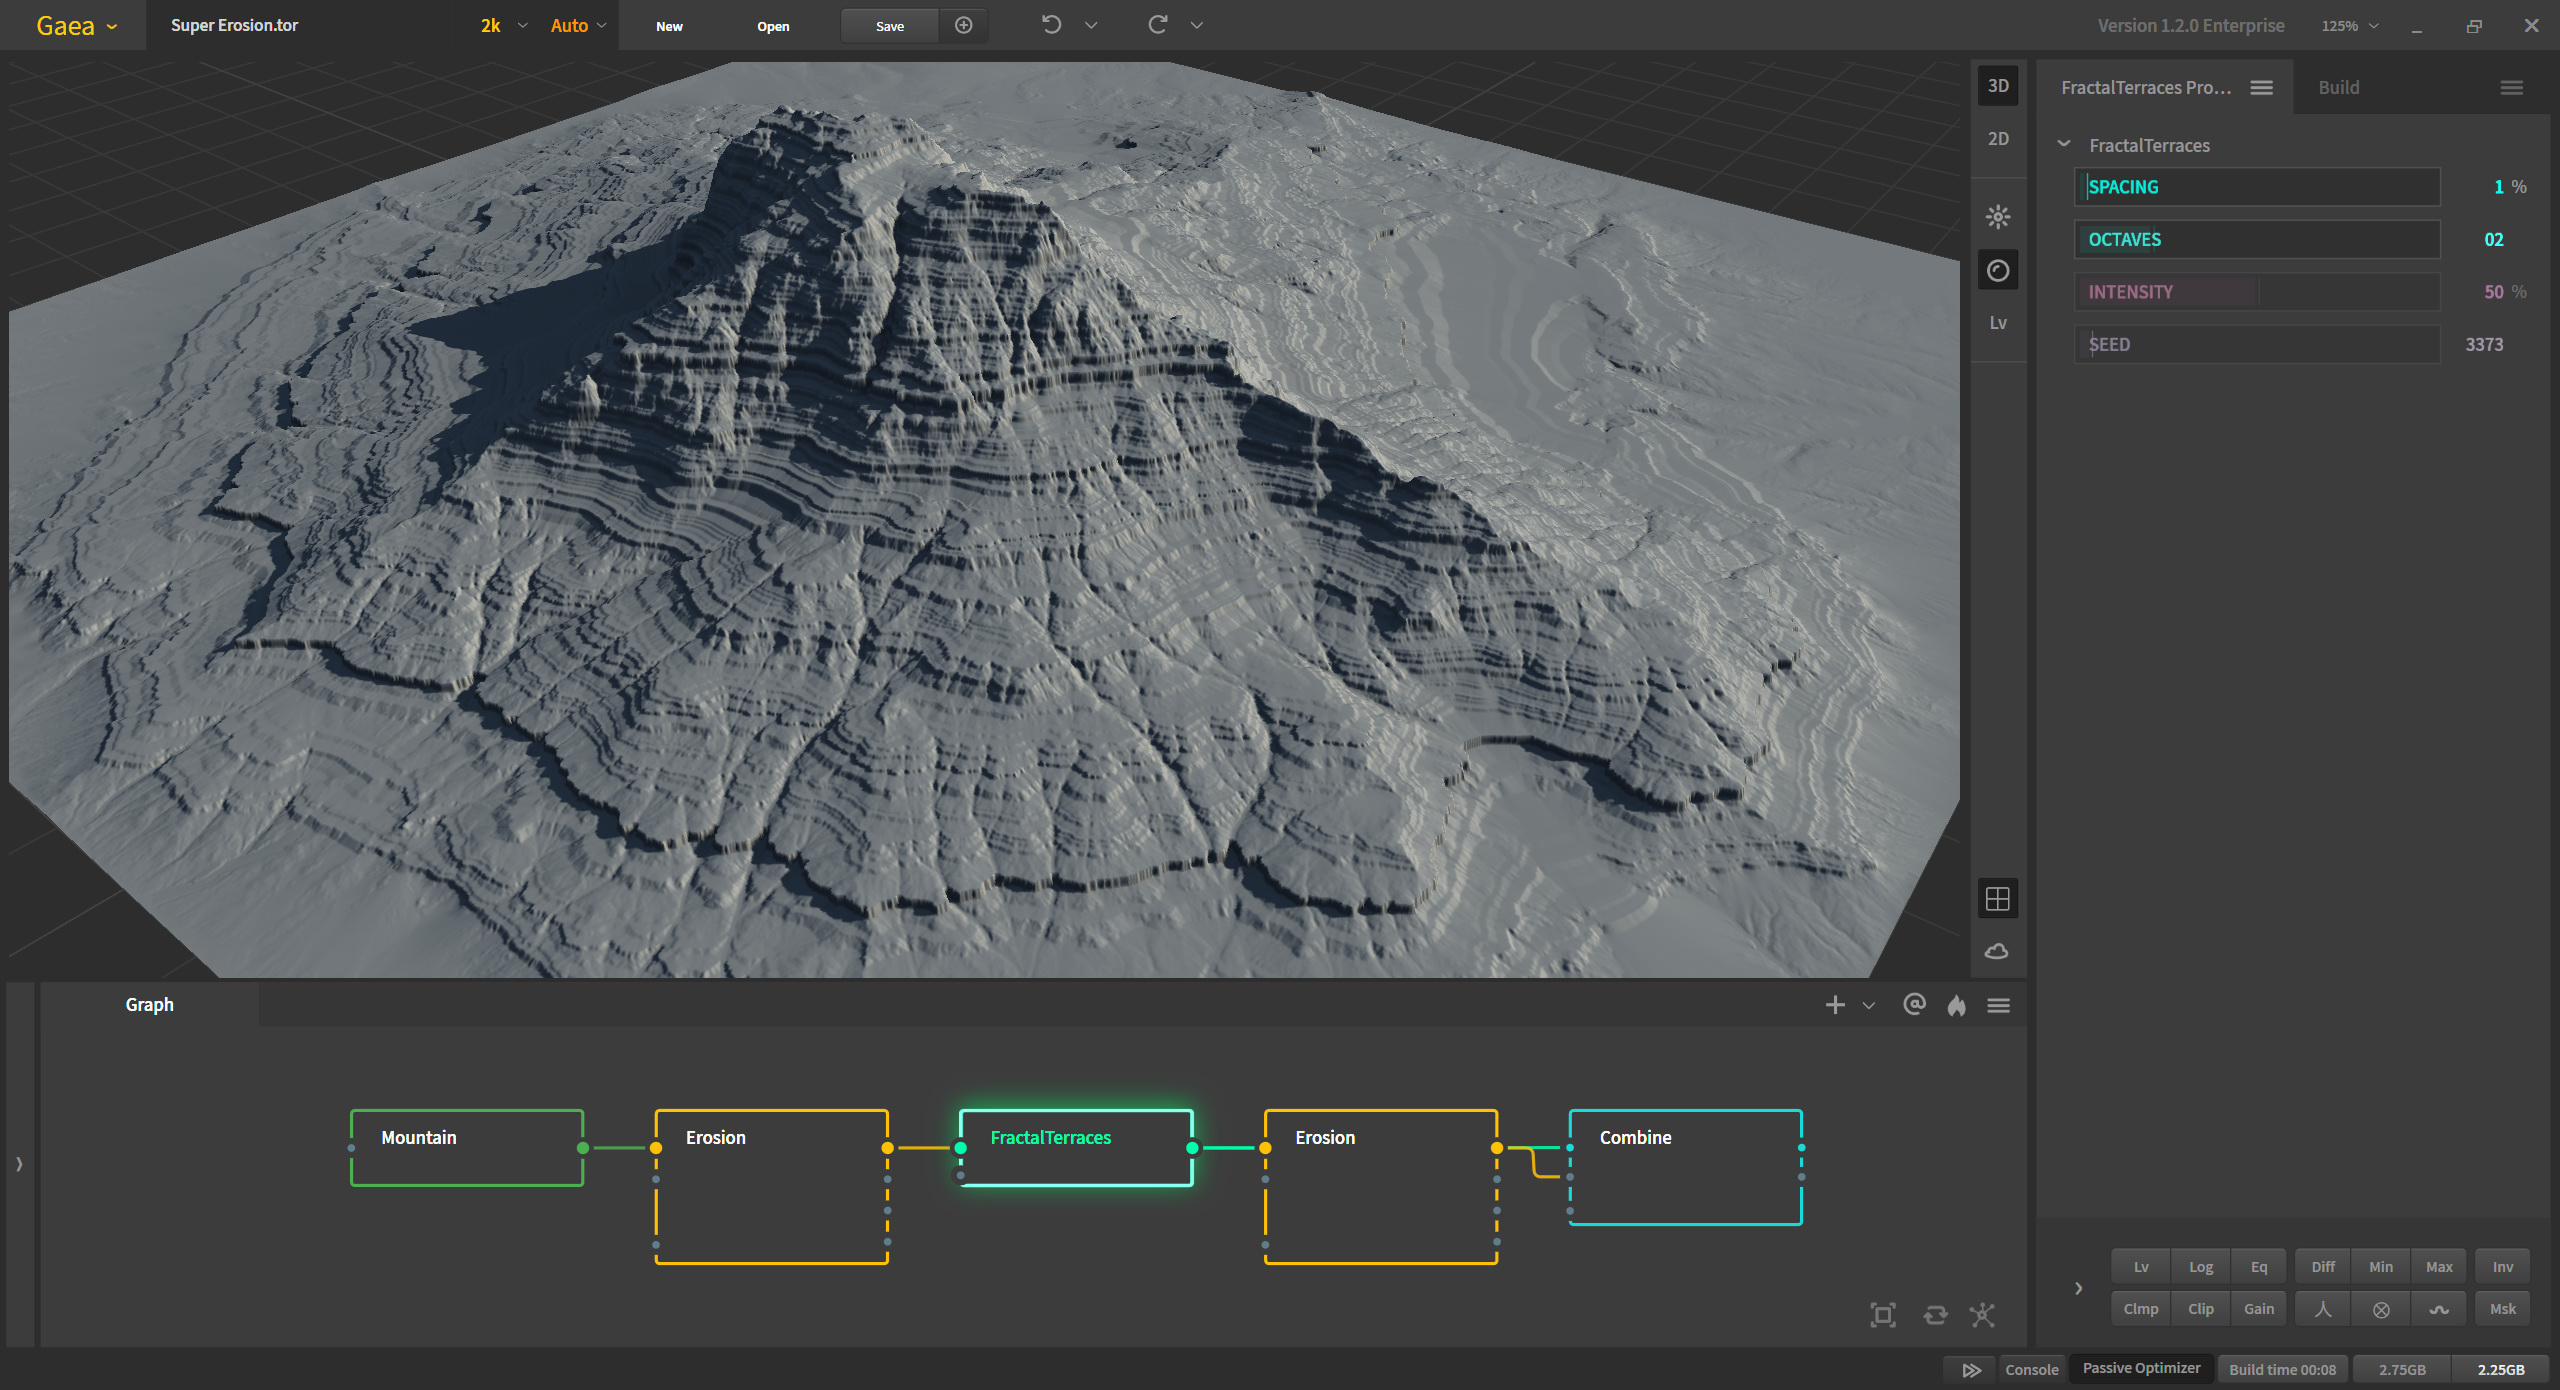 Gaea
Super Erosion.tor
2k
Auto
New
Open
Save
Version 1.2.0 Enterprise
125%
3D
2D
Lv
FractalTerraces Pro...
Build
FractalTerraces
SPACING 1 %
OCTAVES 02
INTENSITY 50 %
SEED 3373
Graph
Mountain
Erosion
FractalTerraces
Erosion
Combine
Lv Log Eq Diff Min Max Inv
Clmp Clip Gain 人 Msk
Console
Passive Optimizer
Build time 00:08
2.75GB
2.25GB